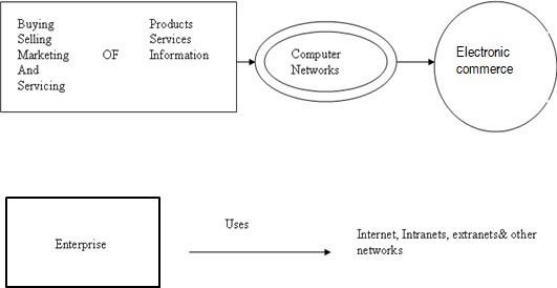 Buying Products
Selling Services
Marketing OF Information
And
Servicing
Computer
Networks
Electronic
commerce
Enterprise
Uses
Internet, Intranets, extranets& other
networks